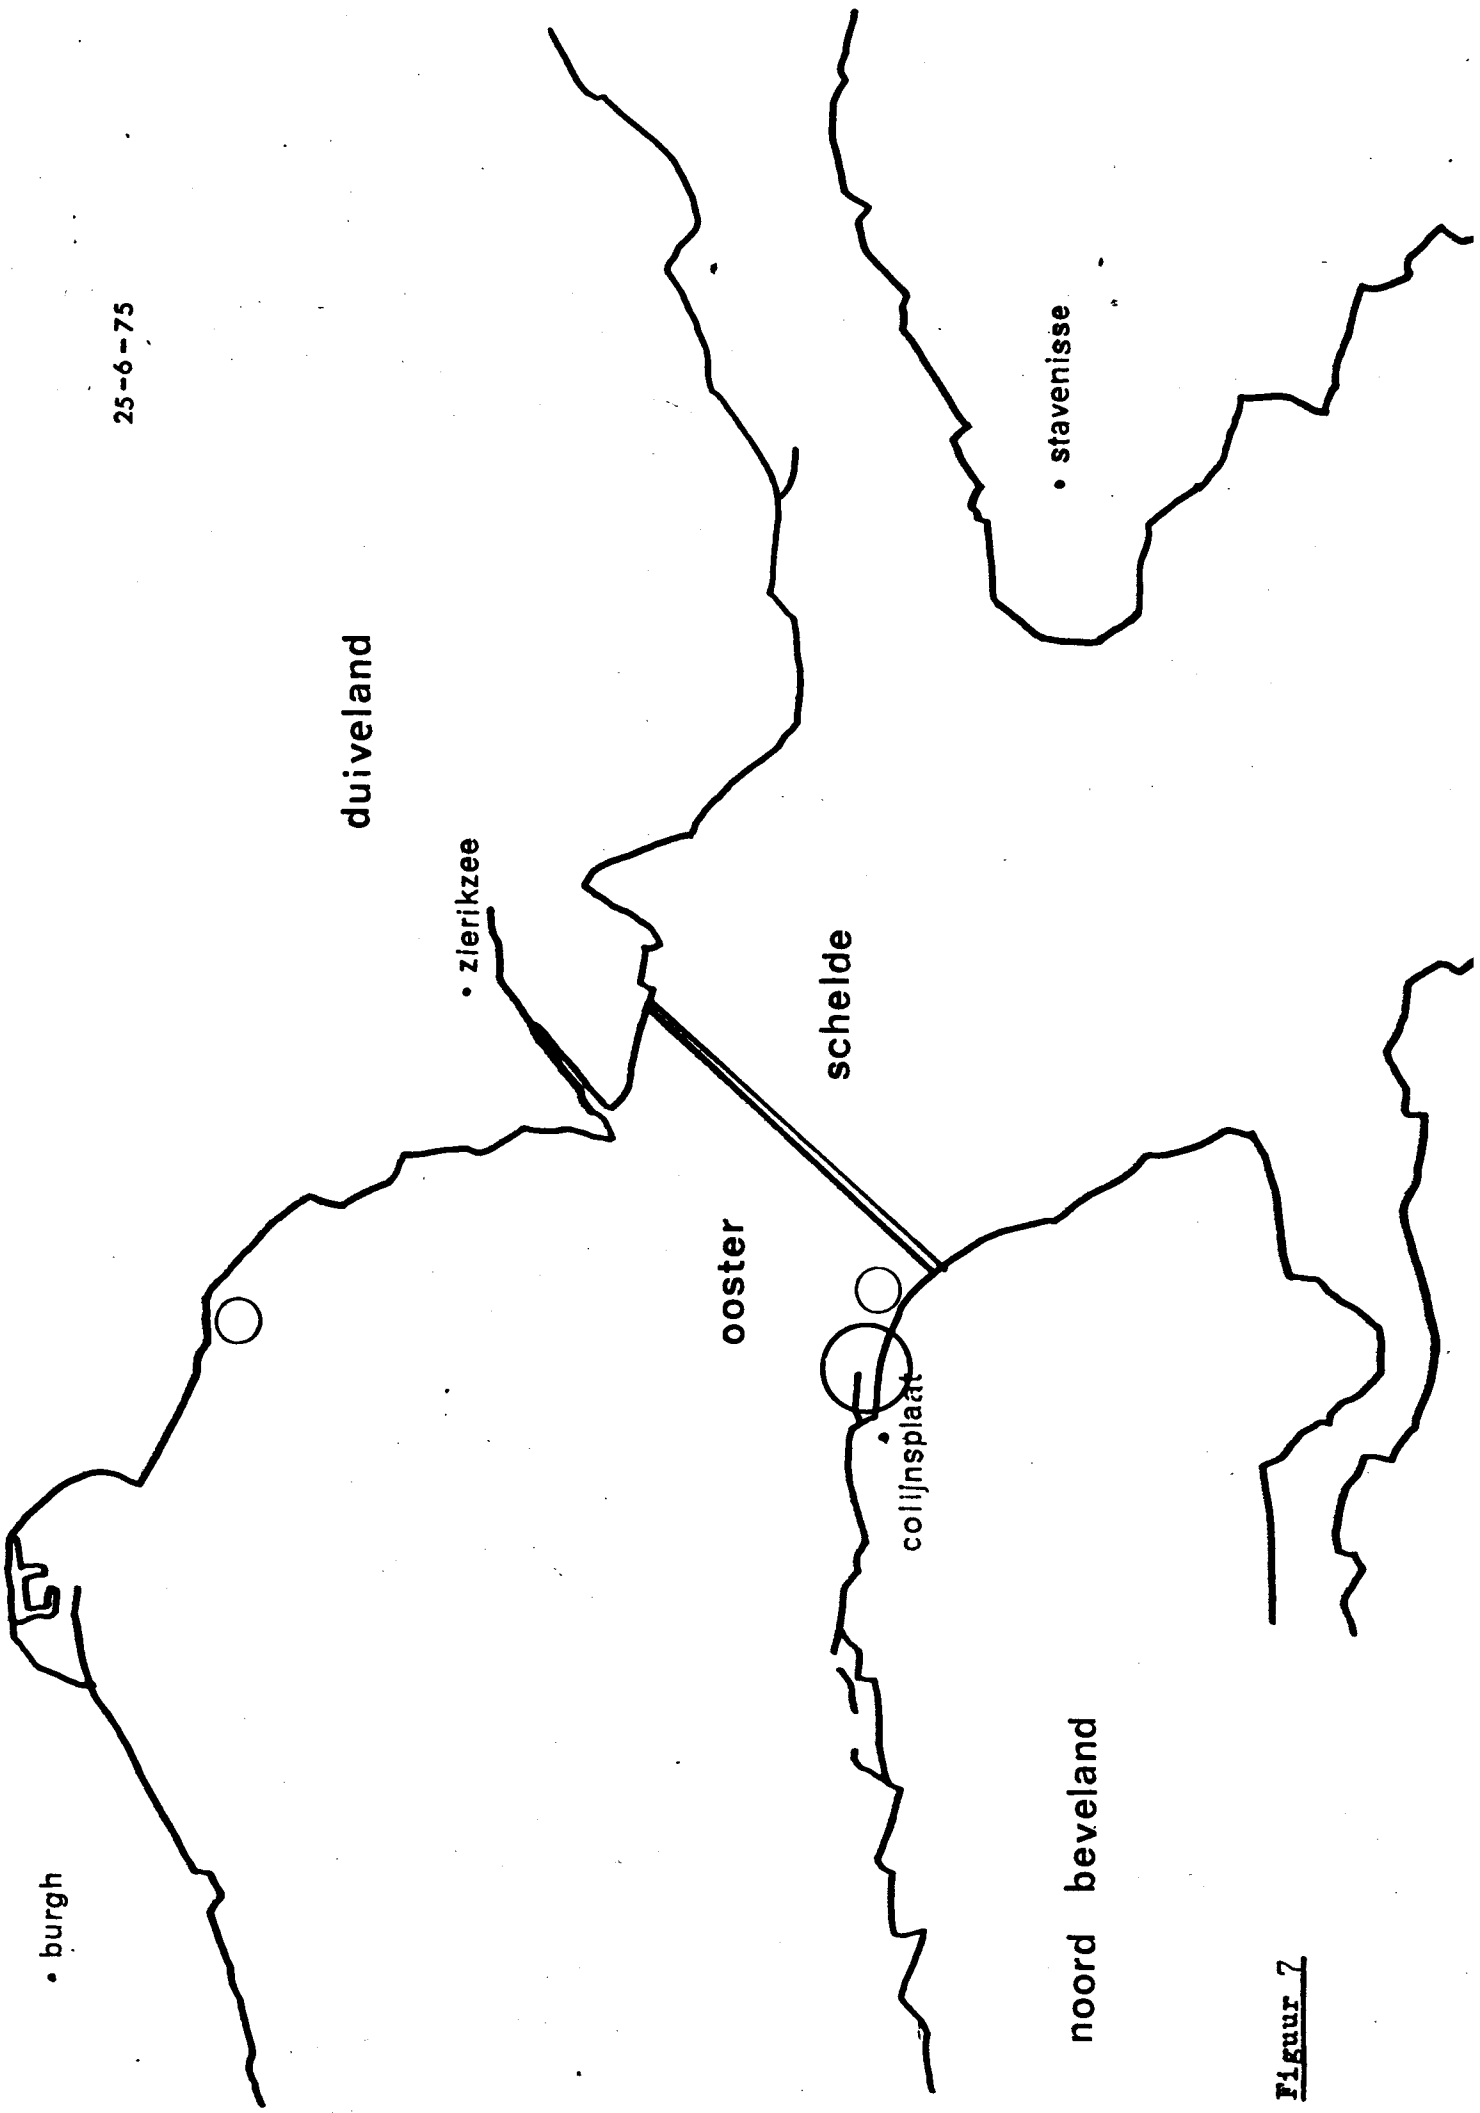 25-6-75
• burgh
duiveland
• zierikzee
ooster
schelde
• stavenisse
colijnsplaat
noord beveland
Figuur 7